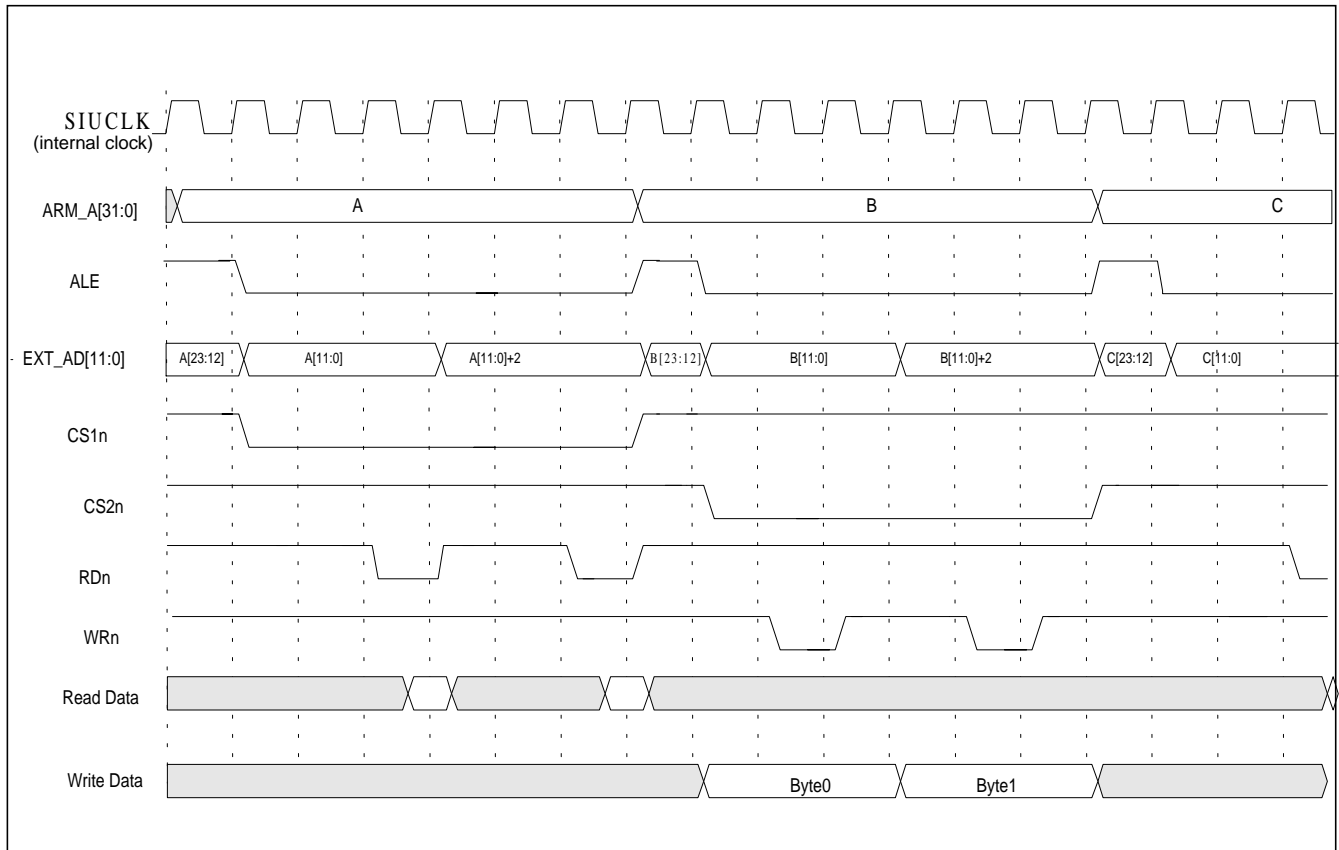 SIUCLK
(internal clock)
ARM_A[31:0]
A
B
C
ALE
EXT_AD[11:0]
A[23:12]
A[11:0]
A[11:0]+2
B[23:12]
B[11:0]
B[11:0]+2
C[23:12]
C[11:0]
CS1n
CS2n
RDn
WRn
Read Data
Write Data
Byte0
Byte1